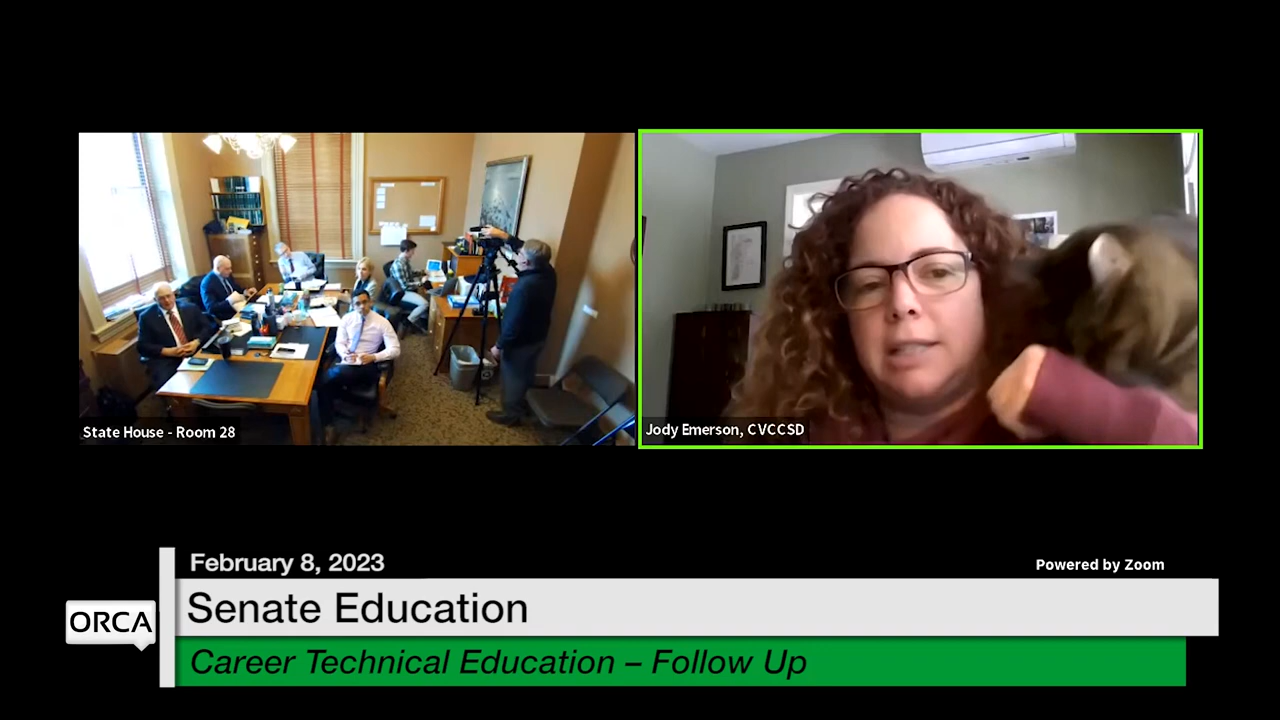 State House - Room 28
Jody Emerson, CVCCSD
February 8, 2023
Powered by Zoom
Senate Education
ORCA
Career Technical Education – Follow Up